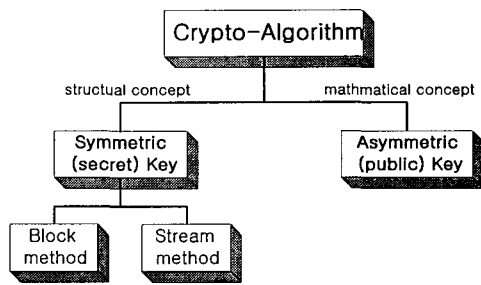 Crypto-Algorithm
structual concept
mathmatical concept
Symmetric
(secret) Key
Asymmetric
(public) Key
Block
method
Stream
method